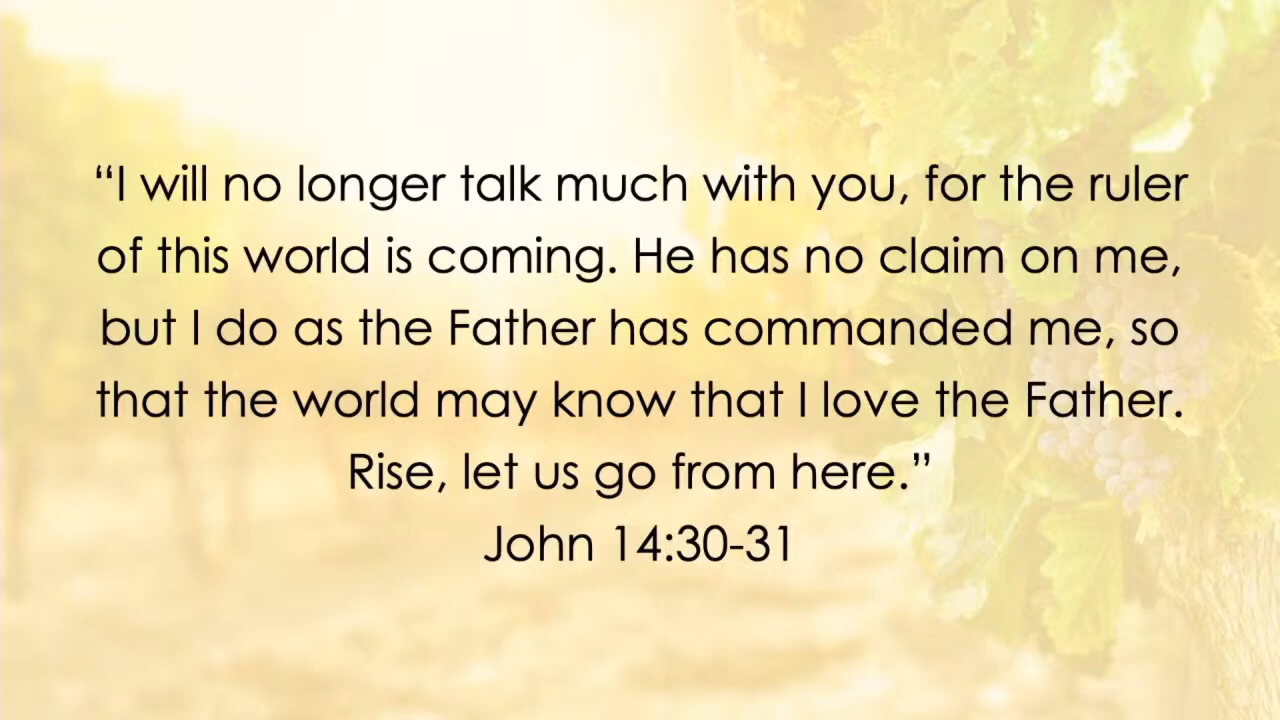 “I will no longer talk much with you, for the ruler
of this world is coming. He has no claim on me,
but I do as the Father has commanded me, so
that the world may know that I love the Father.
Rise, let us go from here.”
John 14:30-31